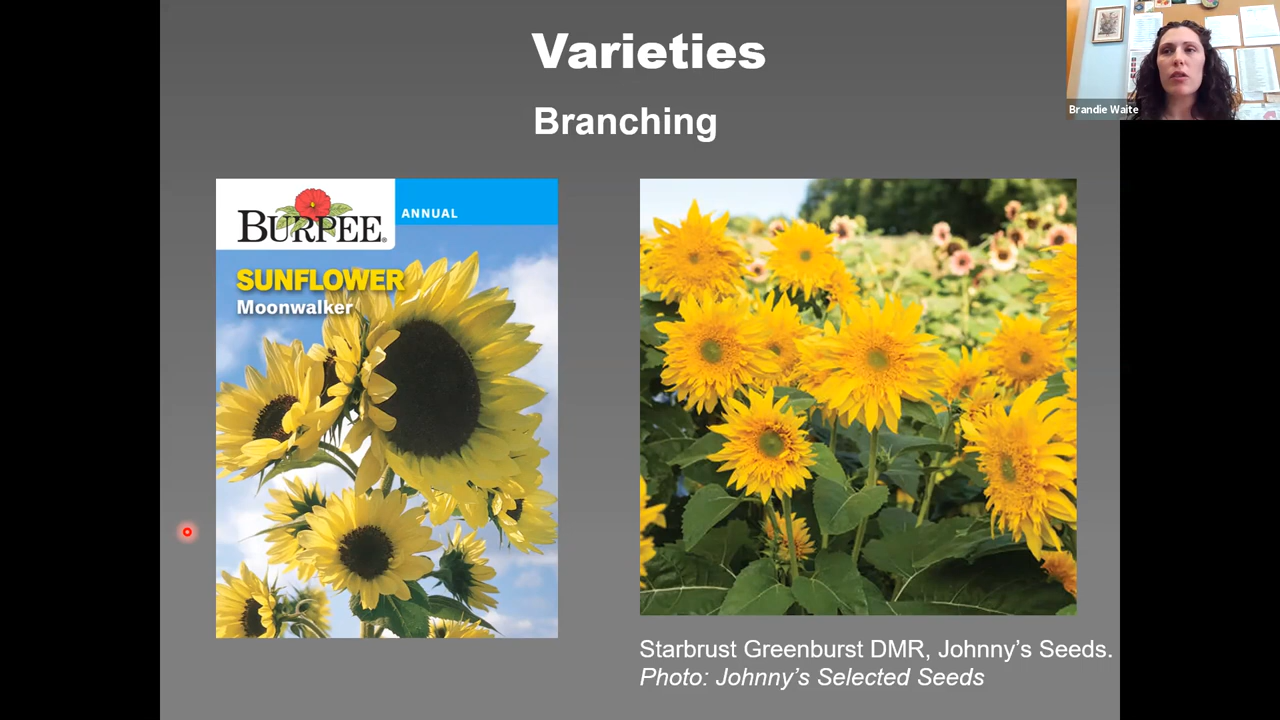 Varieties
Branching
BURPEE®
ANNUAL
SUNFLOWER
Moonwalker
Starbrust Greenburst DMR, Johnny's Seeds.
Photo: Johnny's Selected Seeds
Brandie Waite